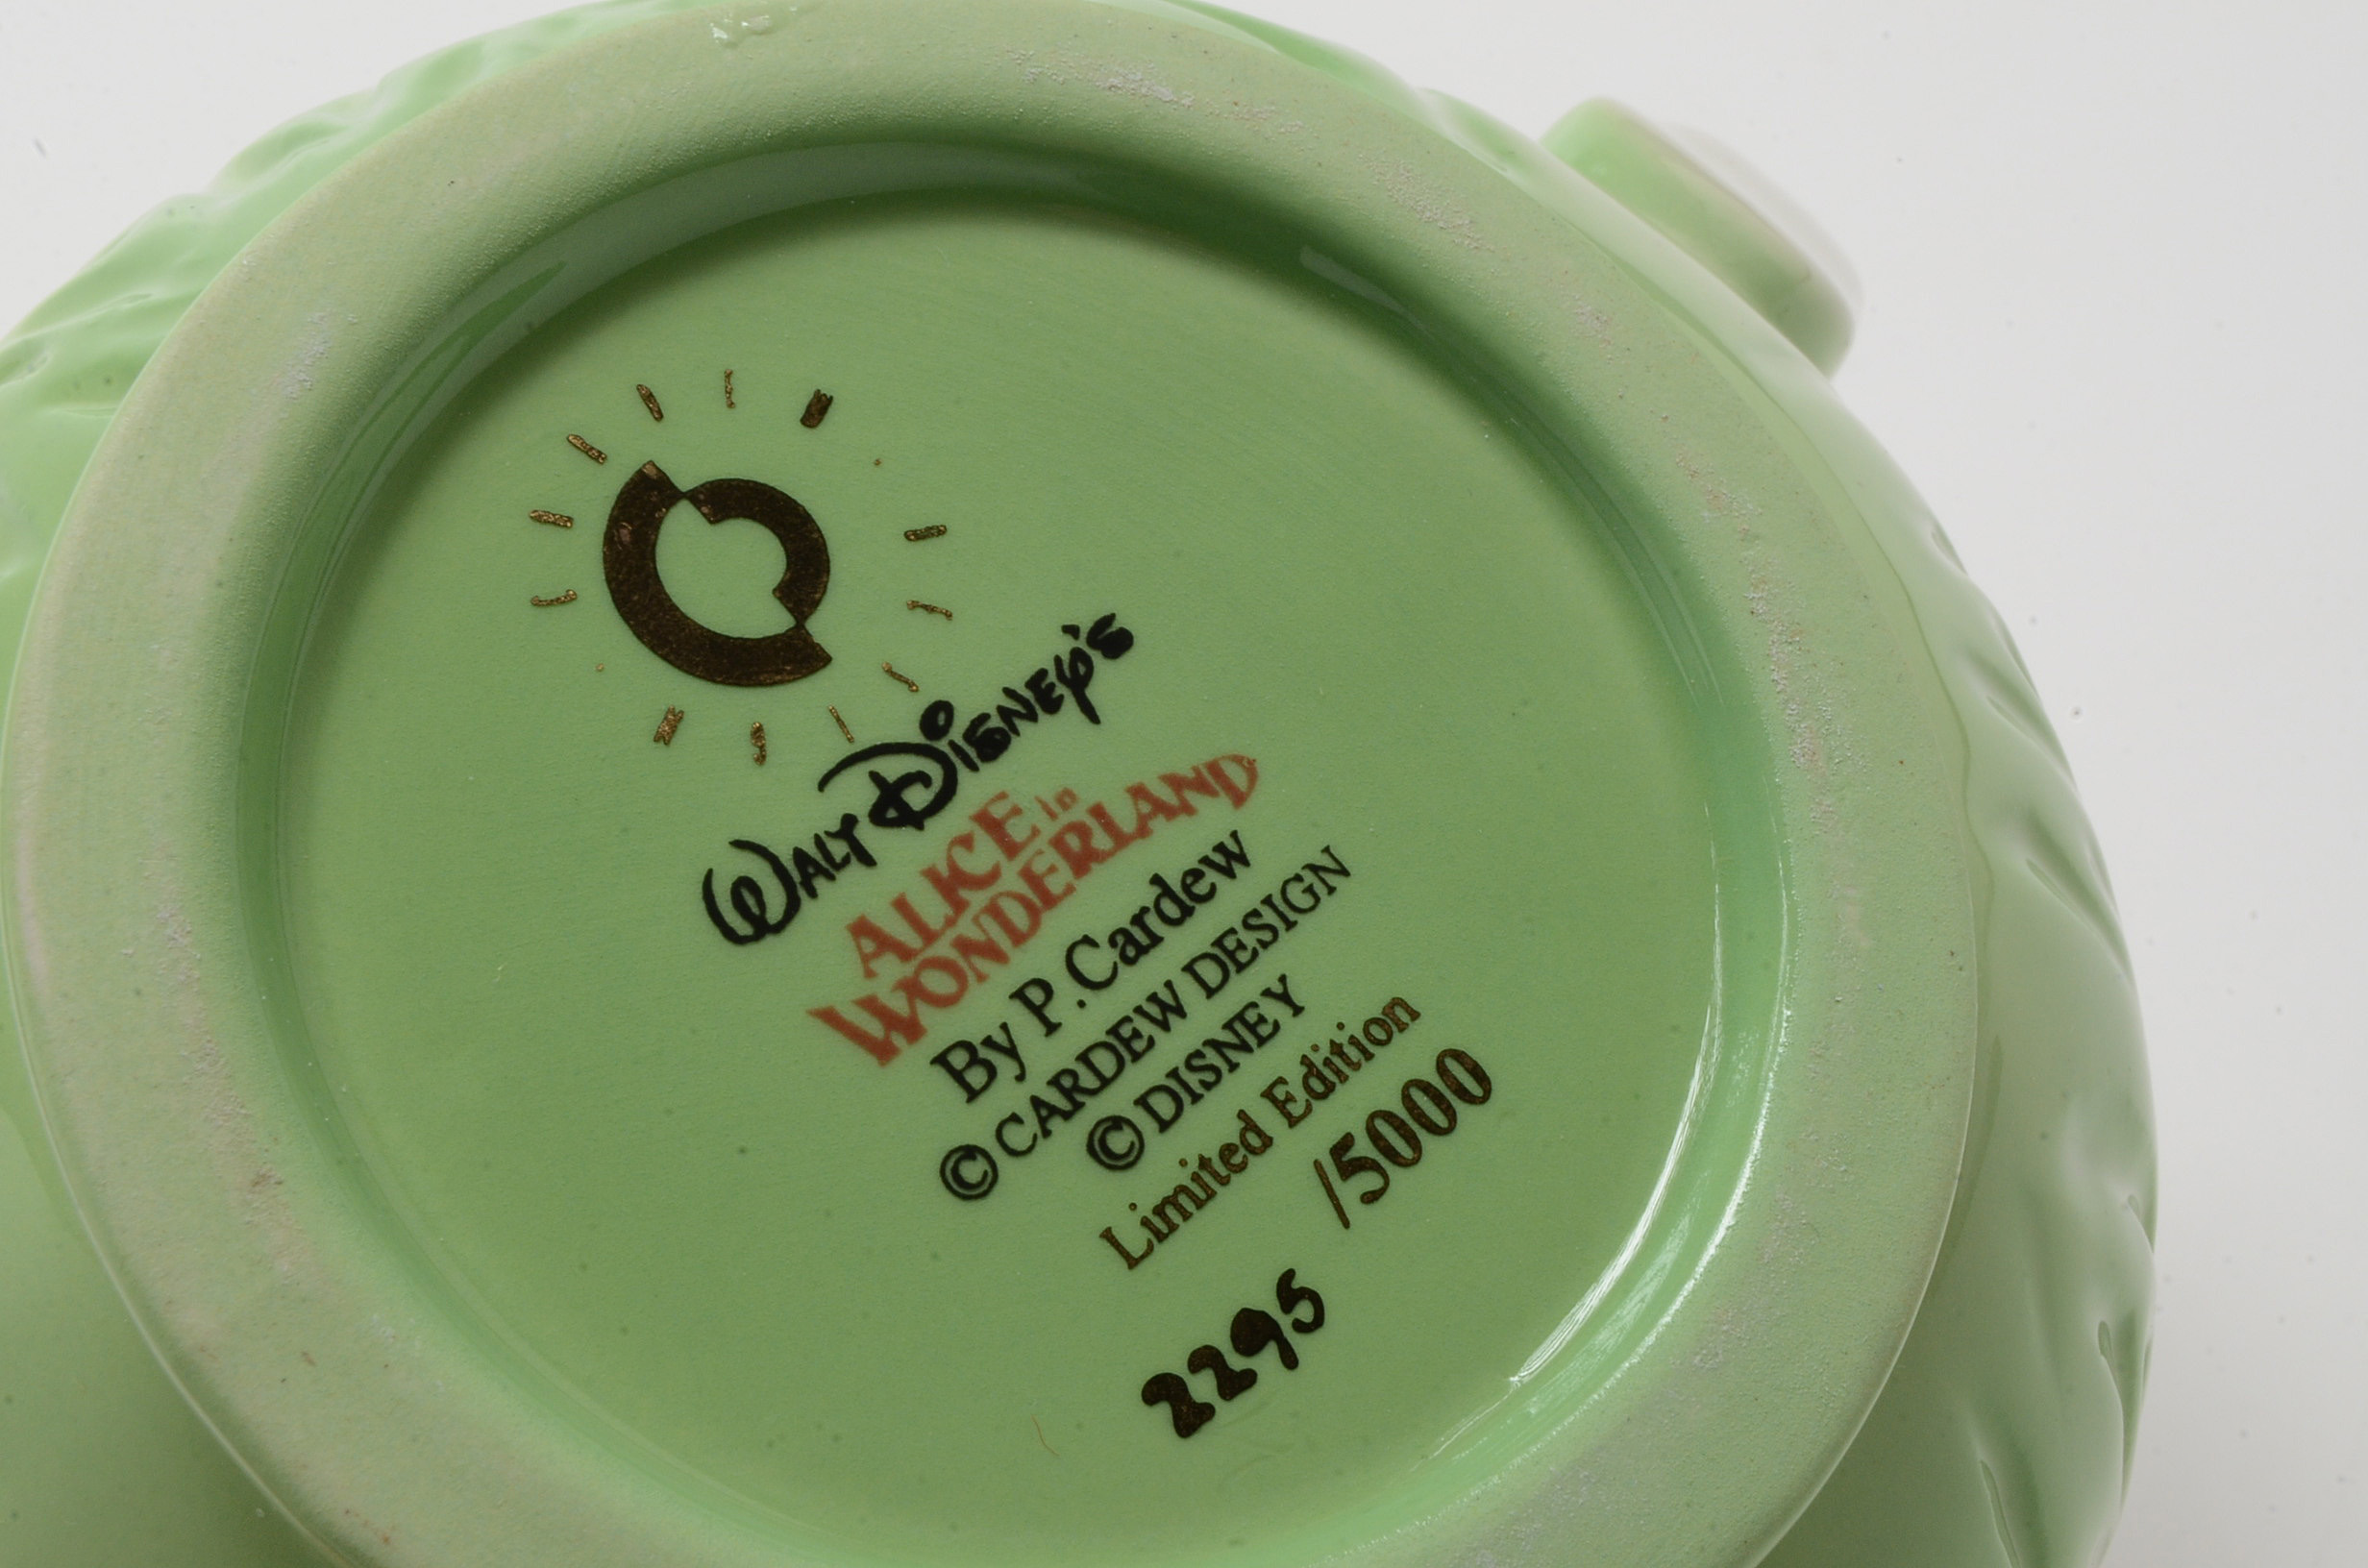 WALT DISNEY'S
ALICE in
WONDERLAND
By P.Cardew
© CARDEW DESIGN
© DISNEY
Limited Edition
/5000
2295